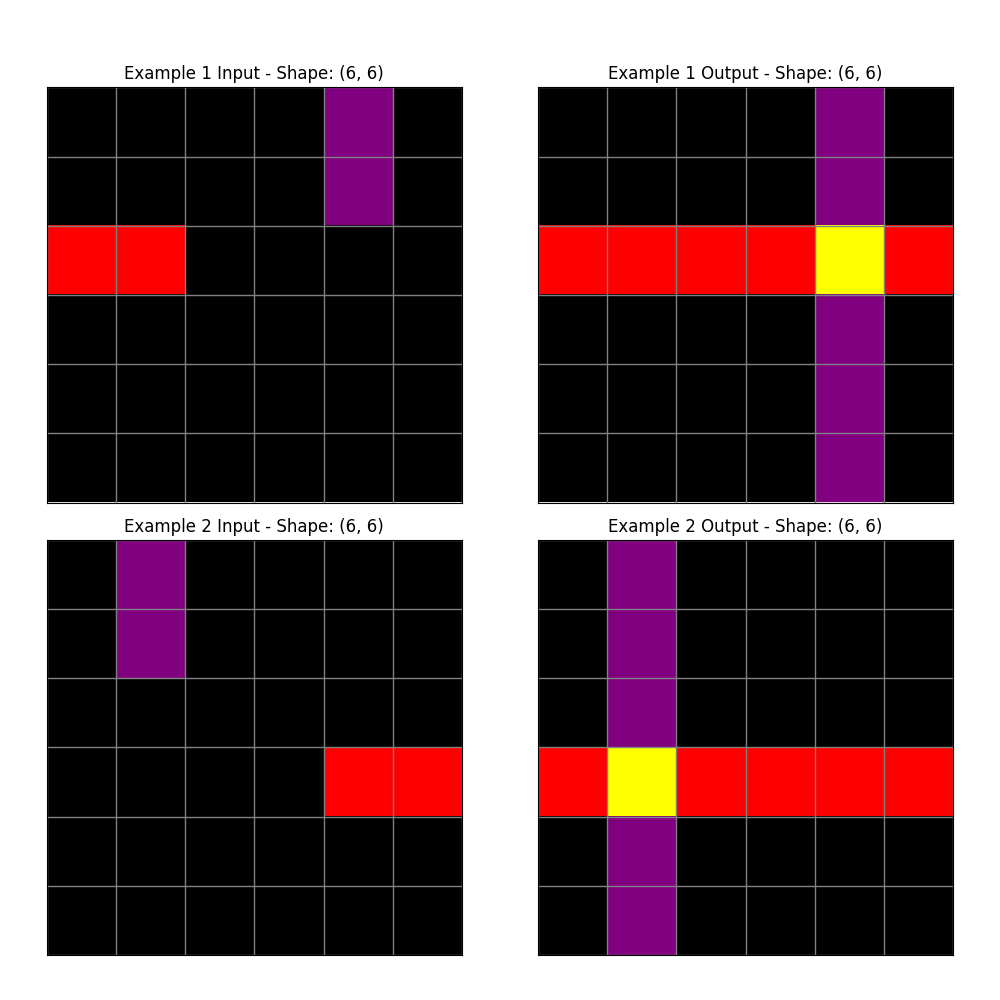 Example 1 Input - Shape: (6, 6)
Example 1 Output - Shape: (6, 6)
Example 2 Input - Shape: (6, 6)
Example 2 Output - Shape: (6, 6)